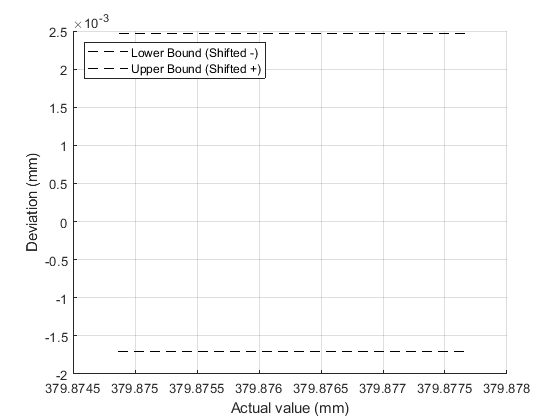 ×10⁻³
2.5
Lower Bound (Shifted -)
Upper Bound (Shifted +)
2
1.5
1
0.5
0
-0.5
-1
-1.5
-2
Deviation (mm)
379.8745 379.875 379.8755 379.876 379.8765 379.877 379.8775 379.878
Actual value (mm)